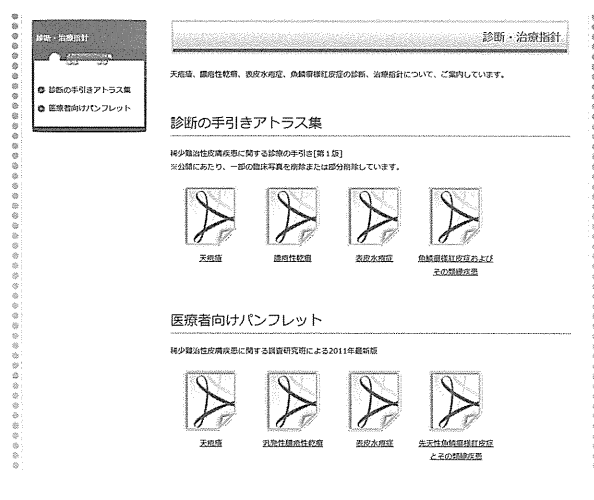 診断・治療指針
診断の手引きアトラス集
医療者向けパンフレット
診断・治療指針
天疱瘡、膿疱性乾癬、表皮水疱症、魚鱗癬様紅皮症の診断、治療指針について、ご案内しています。
診断の手引きアトラス集
稀少難治性皮膚疾患に関する診療の手引き[第1版]
※公開にあたり、一部の臨床写真を削除または部分削除しています。
天疱瘡
膿疱性乾癬
表皮水疱症
魚鱗癬様紅皮症および
その類縁疾患
医療者向けパンフレット
稀少難治性皮膚疾患に関する調査研究班による2011年最新版
天疱瘡
汎発性膿疱性乾癬
表皮水疱症
先天性魚鱗癬様紅皮症
とその類縁疾患